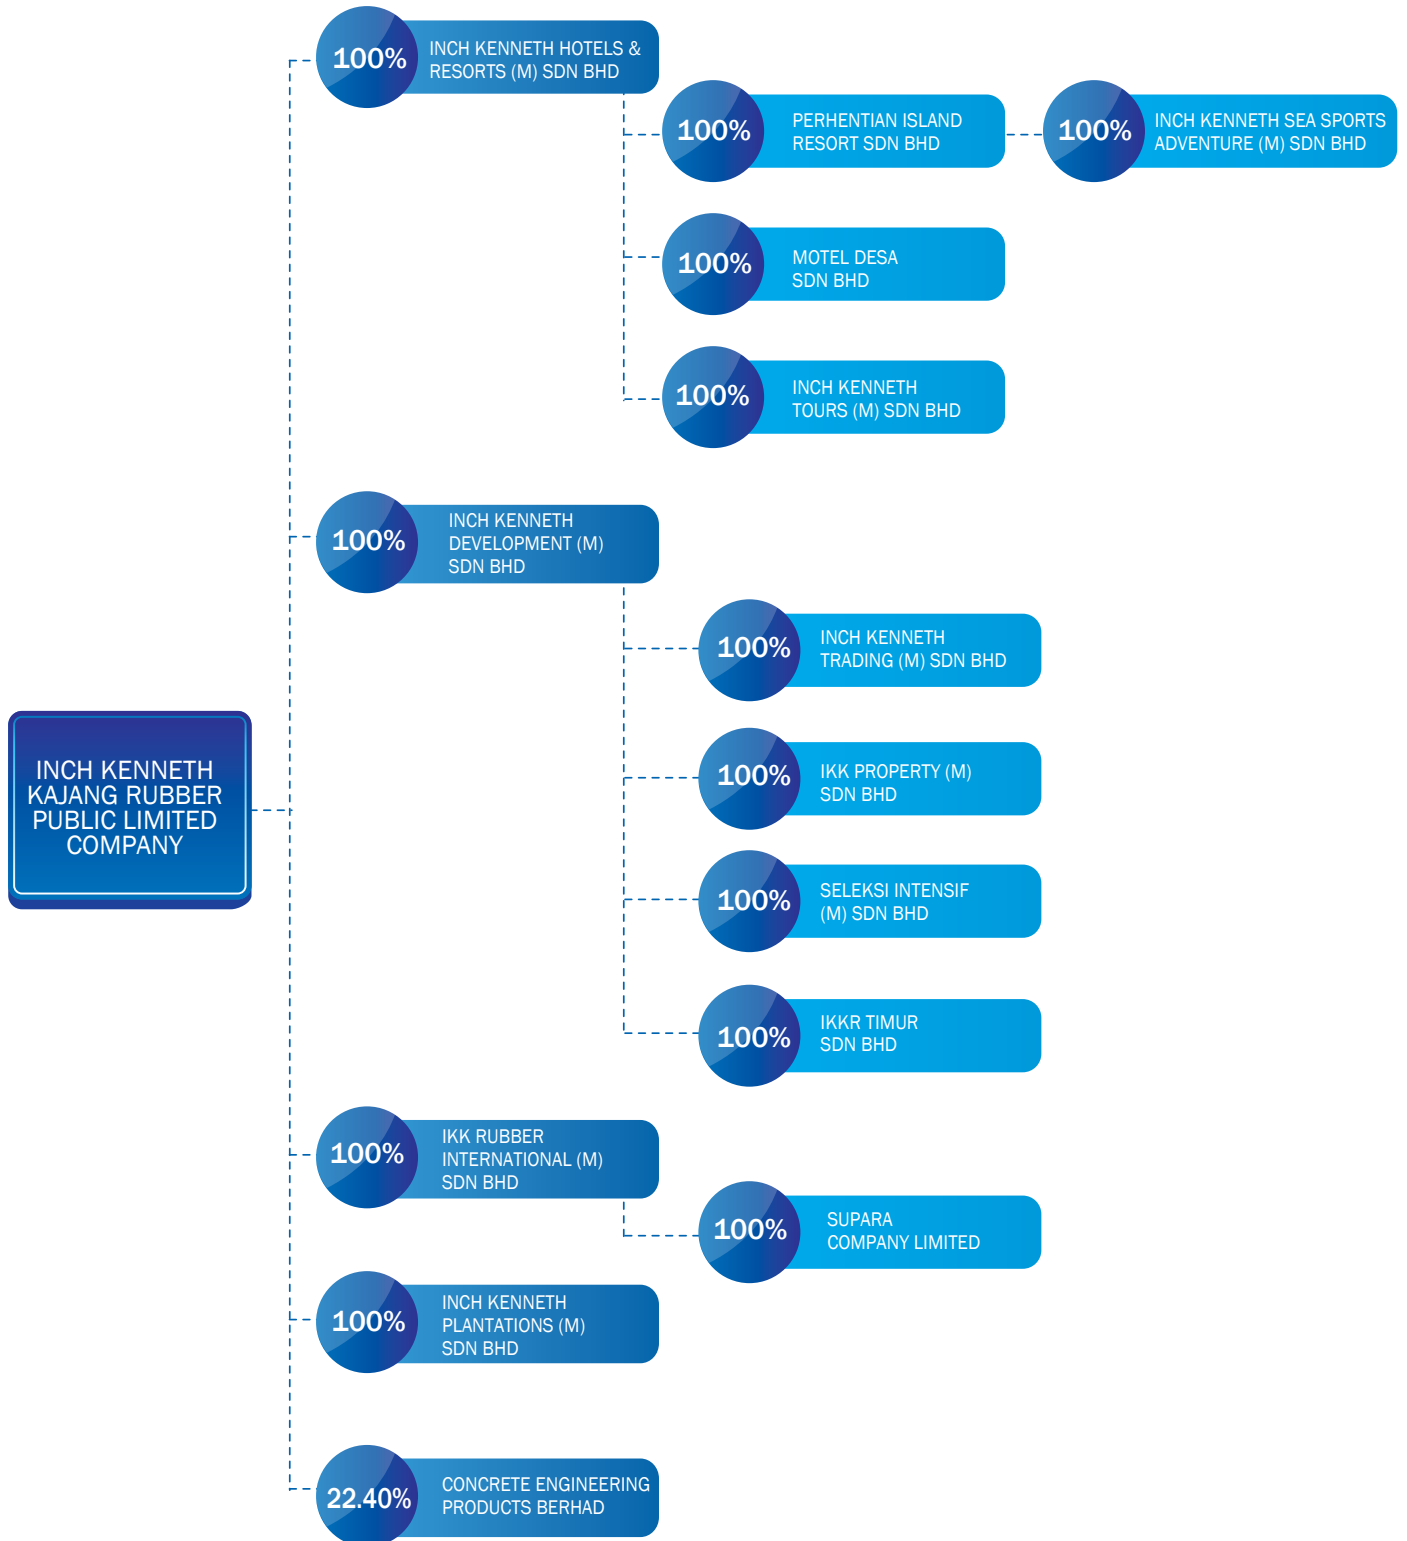 100%
INCH KENNETH HOTELS &
RESORTS (M) SDN BHD
100%
PERHENTIAN ISLAND
RESORT SDN BHD
100%
INCH KENNETH SEA SPORTS
ADVENTURE (M) SDN BHD
100%
MOTEL DESA
SDN BHD
100%
INCH KENNETH
TOURS (M) SDN BHD
100%
INCH KENNETH
DEVELOPMENT (M)
SDN BHD
100%
INCH KENNETH
TRADING (M) SDN BHD
100%
IKK PROPERTY (M)
SDN BHD
INCH KENNETH
KAJANG RUBBER
PUBLIC LIMITED
COMPANY
100%
SELEKSI INTENSIF
(M) SDN BHD
100%
IKKR TIMUR
SDN BHD
100%
IKK RUBBER
INTERNATIONAL (M)
SDN BHD
100%
SUPARA
COMPANY LIMITED
100%
INCH KENNETH
PLANTATIONS (M)
SDN BHD
22.40%
CONCRETE ENGINEERING
PRODUCTS BERHAD